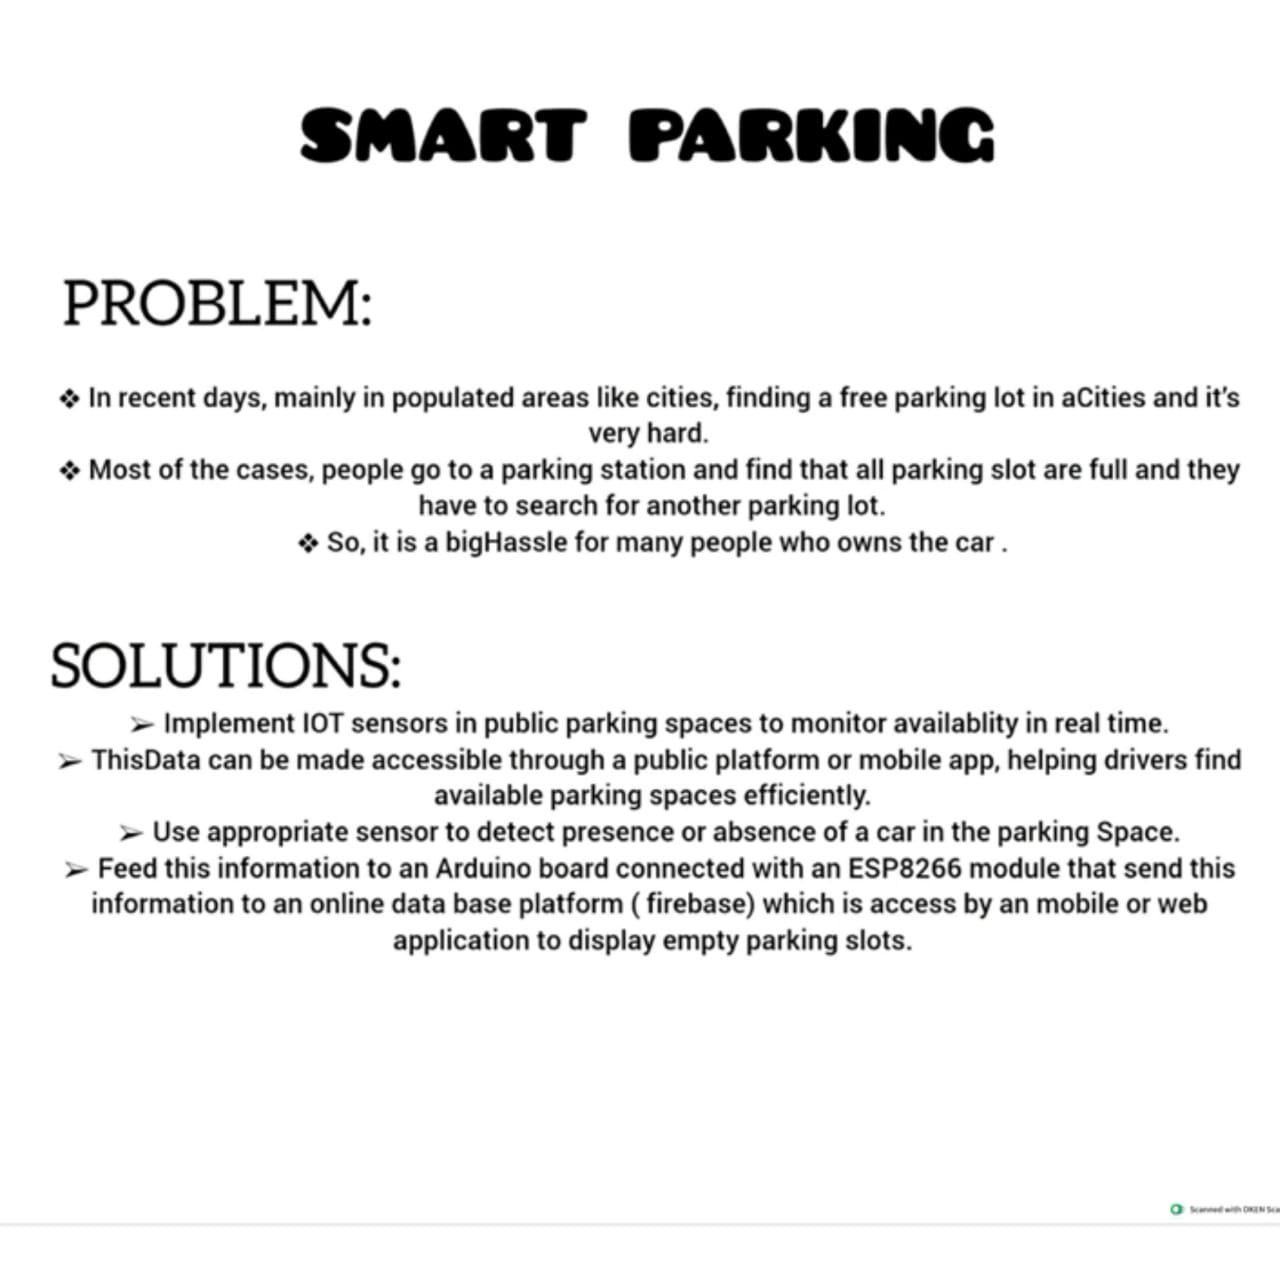 SMART PARKING
PROBLEM:
❖ In recent days, mainly in populated areas like cities, finding a free parking lot in aCities and it's
very hard.
❖ Most of the cases, people go to a parking station and find that all parking slot are full and they
have to search for another parking lot.
❖ So, it is a bigHassle for many people who owns the car .
SOLUTIONS:
➢ Implement IOT sensors in public parking spaces to monitor availablity in real time.
➢ ThisData can be made accessible through a public platform or mobile app, helping drivers find
available parking spaces efficiently.
➢ Use appropriate sensor to detect presence or absence of a car in the parking Space.
➢ Feed this information to an Arduino board connected with an ESP8266 module that send this
information to an online data base platform ( firebase) which is access by an mobile or web
application to display empty parking slots.
Scanned with OKEN Sca